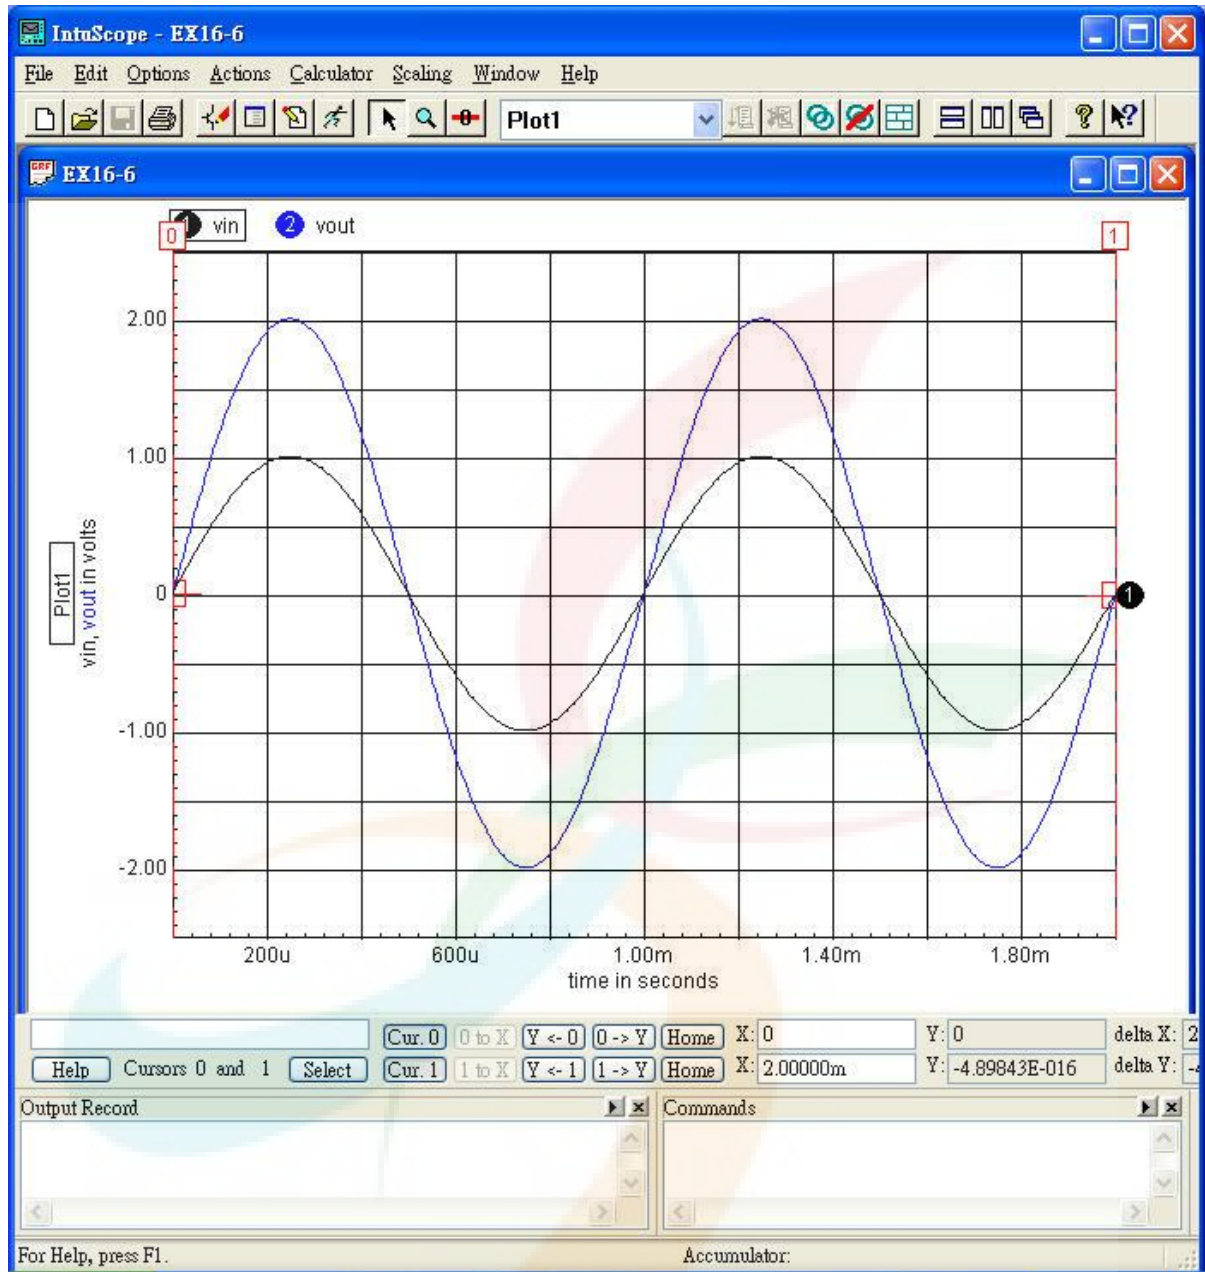 IntuScope - EX16-6
File Edit Options Actions Calculator Scaling Window Help
Plot1
EX16-6
1 vin 2 vout
0 1
2.00
1.00
0
-1.00
-2.00
Plot1
vin, vout in volts
1
200u 600u 1.00m 1.40m 1.80m
time in seconds
Cur. 0 0 to X Y <- 0 0 -> Y Home X: 0 Y: 0 delta X: 2
Help Cursors 0 and 1 Select Cur. 1 1 to X Y <- 1 1 -> Y Home X: 2.00000m Y: -4.89843E-016 delta Y: -4
Output Record Commands
For Help, press F1. Accumulator: